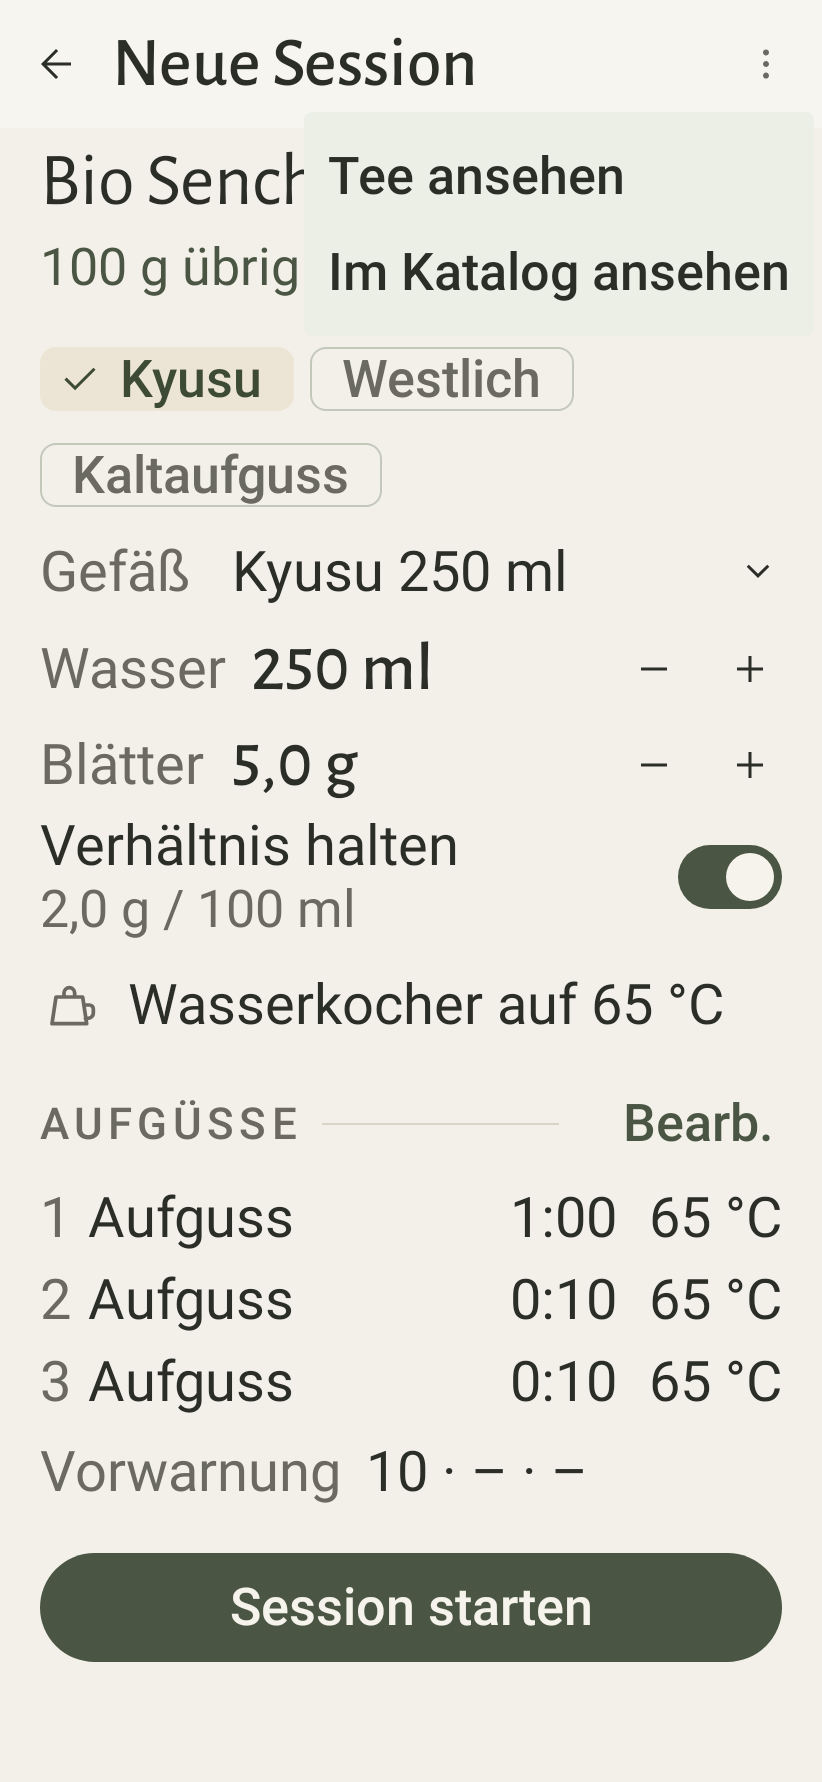 Neue Session
Tee ansehen
Im Katalog ansehen
Bio
100 g übrig
Kyusu
Westlich
Kaltaufguss
Gefäß Kyusu 250 ml
Wasser 250 ml
Blätter 5,0 g
Verhältnis halten
2,0 g / 100 ml
Wasserkocher auf 65 °C
AUFGÜSSE Bearb.
1 Aufguss 1:00 65 °C
2 Aufguss 0:10 65 °C
3 Aufguss 0:10 65 °C
Vorwarnung 10 · – · –
Session starten